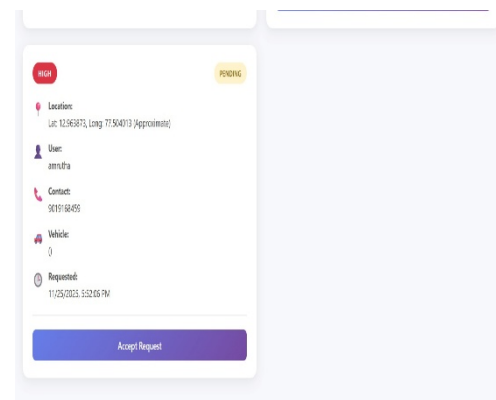 HIGH
PENDING
Location:
Lat: 12.963873, Long: 77.504013 (Approximate)
User:
amrutha
Contact:
9019168459
Vehicle:
()
Requested:
11/25/2025, 5:52:06 PM
Accept Request